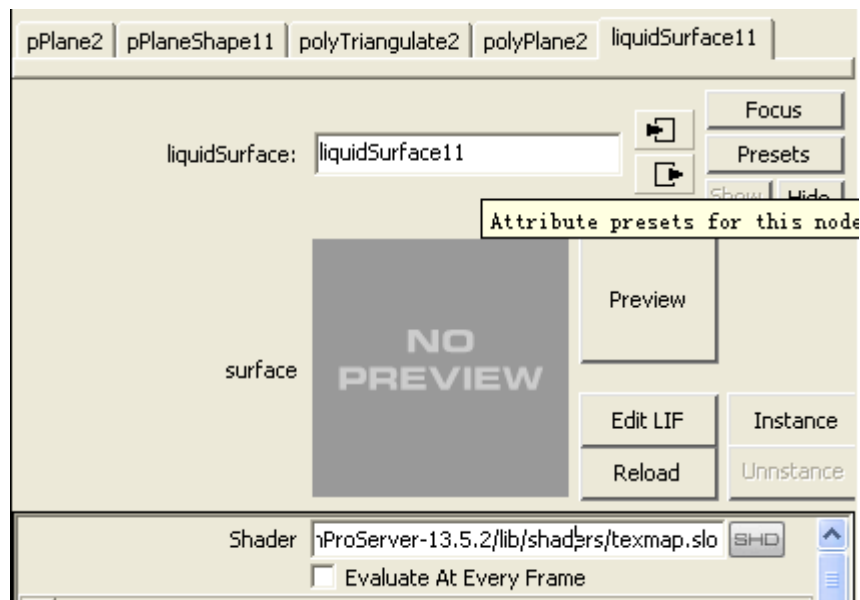 pPlane2 pPlaneShape11 polyTriangulate2 polyPlane2 liquidSurface11
Focus
liquidSurface: liquidSurface11
Presets
Show Hide
Attribute presets for this node
Preview
NO
PREVIEW
surface
Edit LIF Instance
Reload Unnstance
Shader nProServer-13.5.2/lib/shaders/texmap.slo SHD
Evaluate At Every Frame